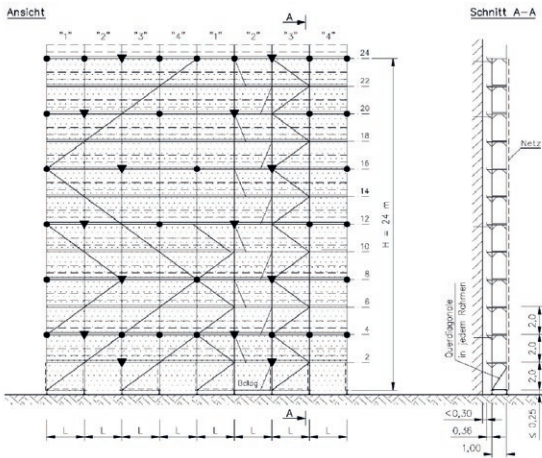 Ansicht
Schnitt A–A
A
"1" "2" "3" "4" "1" "2" "3" "4"
24
22
20
18
16
14
12
10
8
6
4
2
H = 24 m
Netz
Querdiagonale
in jedem Rahmen
2,0
2,0
2,0
Belag
A
<0,30
0,36
1,00
≤ 0,25
L L L L L L L L